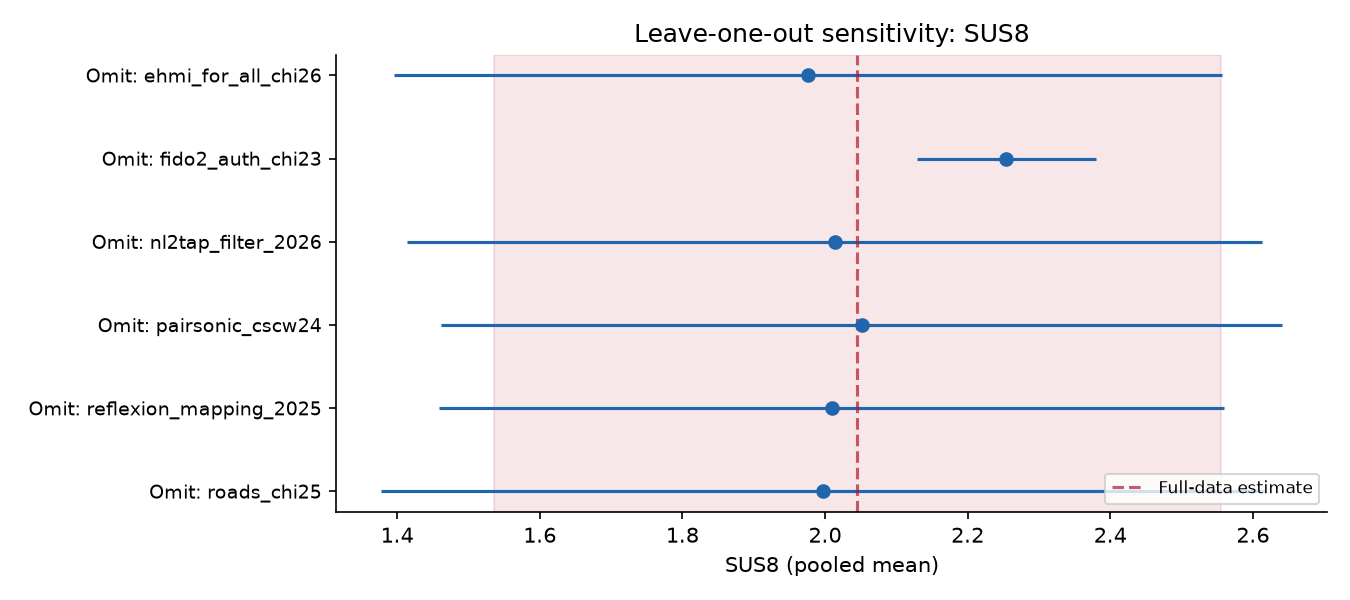 Leave-one-out sensitivity: SUS8
Omit: ehmi_for_all_chi26
Omit: fido2_auth_chi23
Omit: nl2tap_filter_2026
Omit: pairsonic_cscw24
Omit: reflexion_mapping_2025
Omit: roads_chi25
Full-data estimate
1.4 1.6 1.8 2.0 2.2 2.4 2.6
SUS8 (pooled mean)